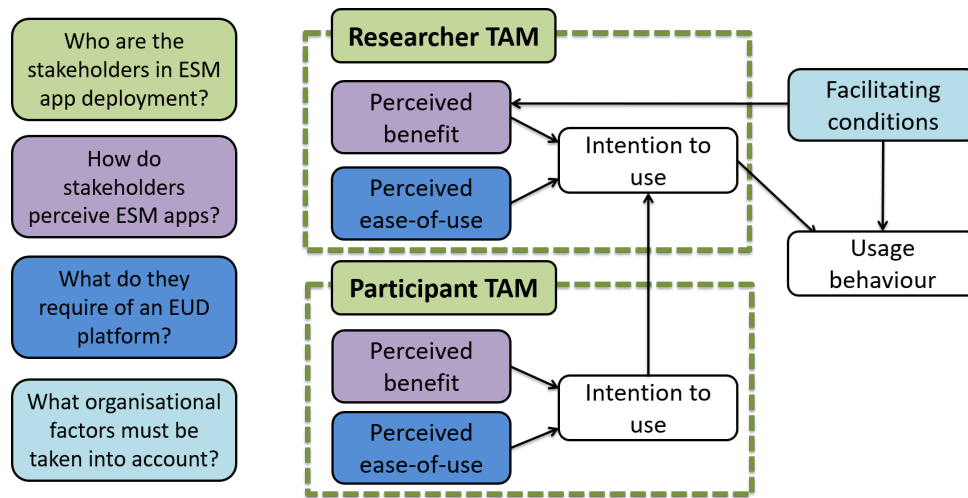 Who are the
stakeholders in ESM
app deployment?
How do
stakeholders
perceive ESM apps?
What do they
require of an EUD
platform?
What organisational
factors must be
taken into account?
Researcher TAM
Perceived
benefit
Perceived
ease-of-use
Intention to
use
Facilitating
conditions
Usage
behaviour
Participant TAM
Perceived
benefit
Perceived
ease-of-use
Intention to
use